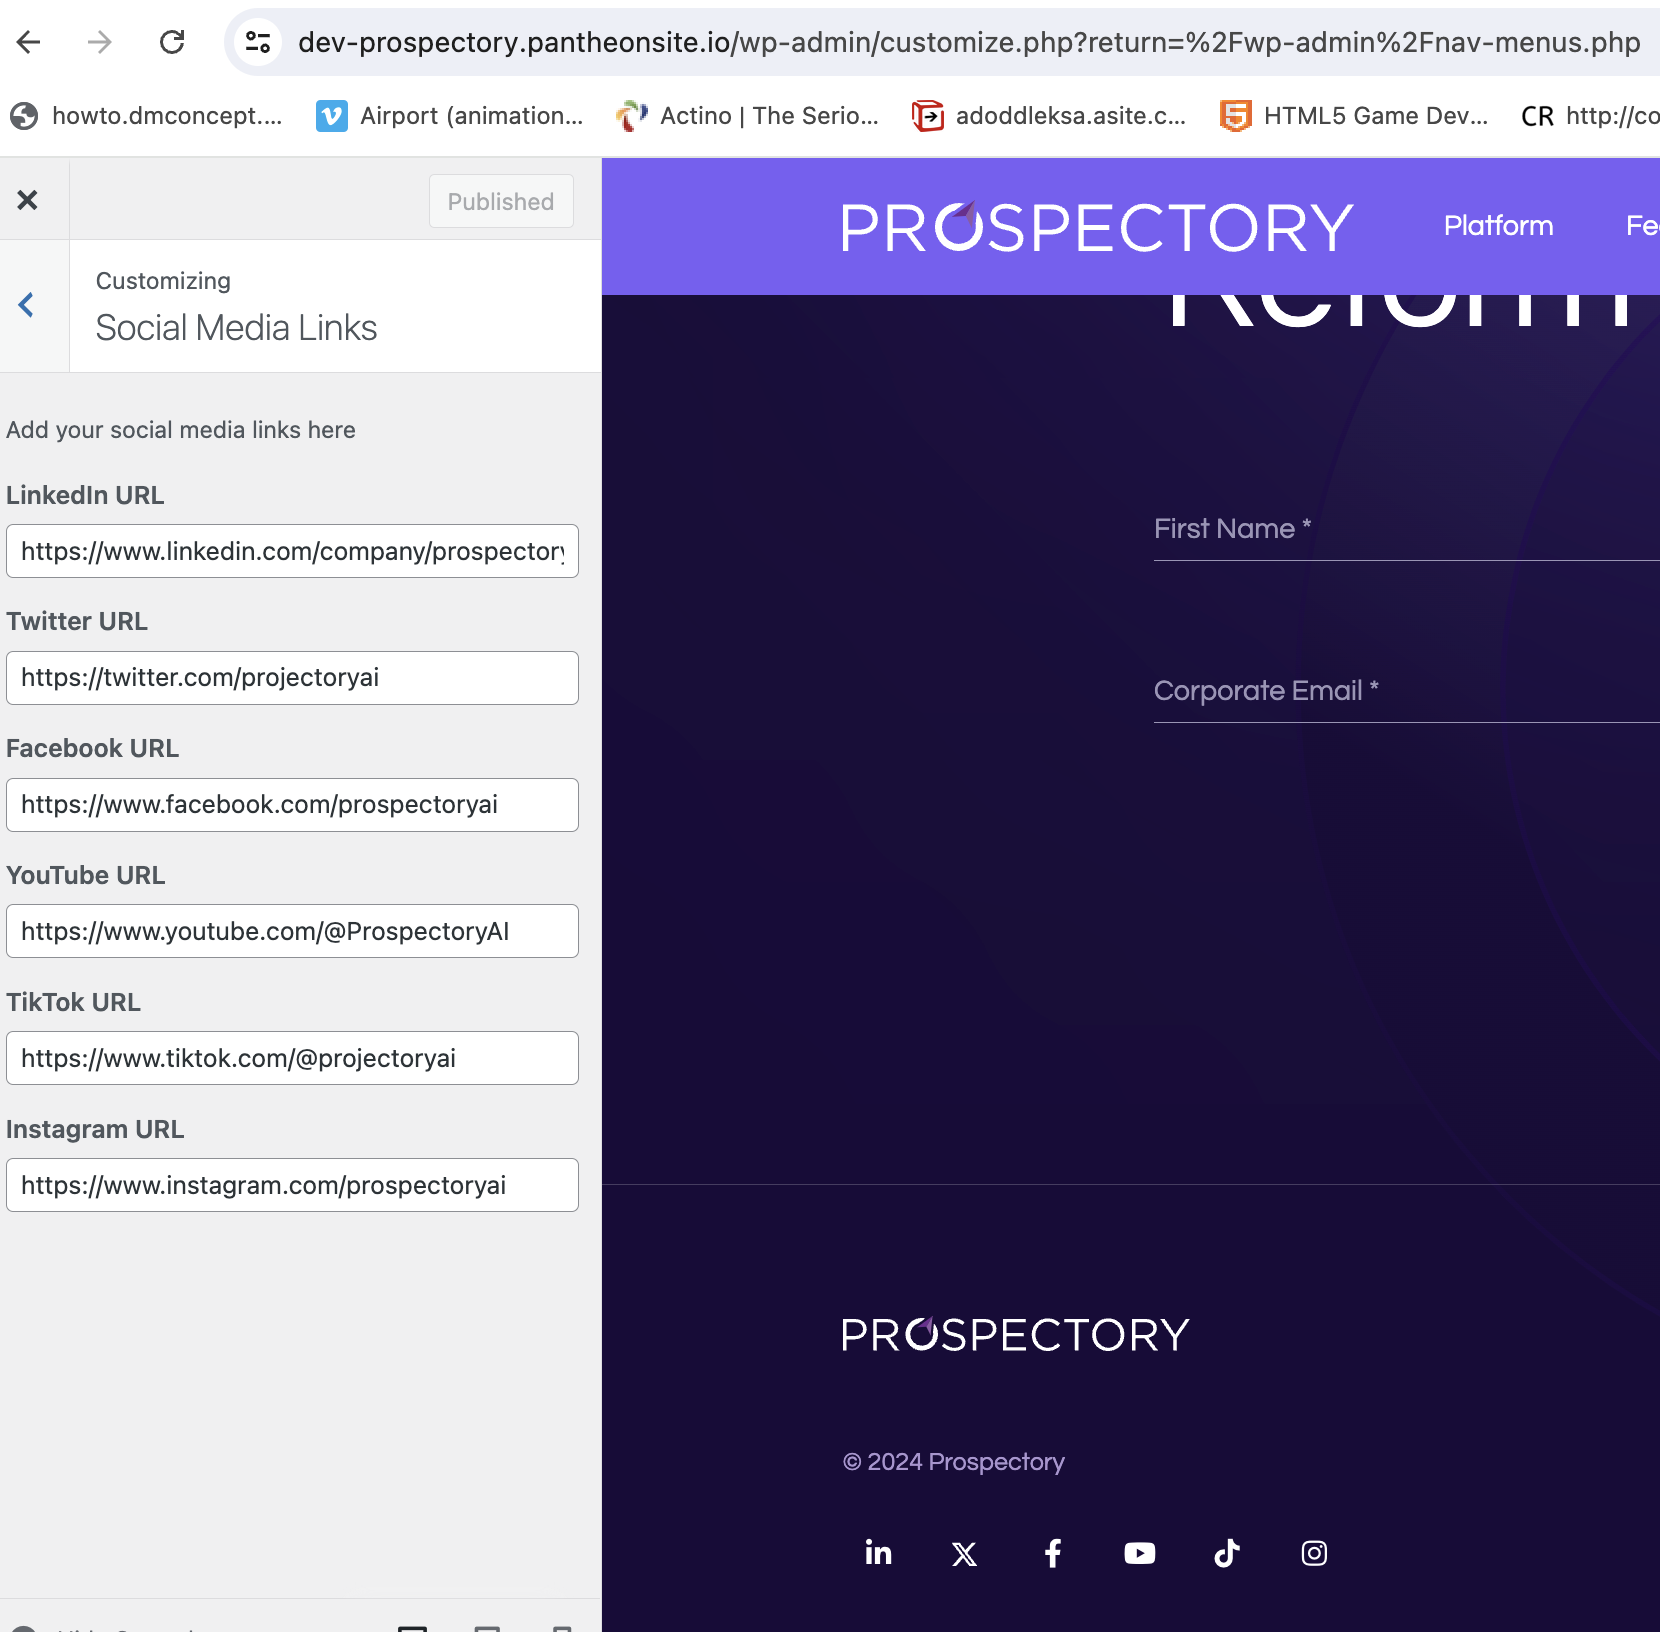 dev-prospectory.pantheonsite.io/wp-admin/customize.php?return=%2Fwp-admin%2Fnav-menus.php
howto.dmconcept.... Airport (animation... Actino | The Serio... adoddleksa.asite.c... HTML5 Game Dev... CR http://co
Published
Customizing
Social Media Links
Add your social media links here
LinkedIn URL
https://www.linkedin.com/company/prospectory
Twitter URL
https://twitter.com/projectoryai
Facebook URL
https://www.facebook.com/prospectoryai
YouTube URL
https://www.youtube.com/@ProspectoryAI
TikTok URL
https://www.tiktok.com/@projectoryai
Instagram URL
https://www.instagram.com/prospectoryai
PROSPECTORY Platform Fe
First Name *
Corporate Email *
PROSPECTORY
© 2024 Prospectory